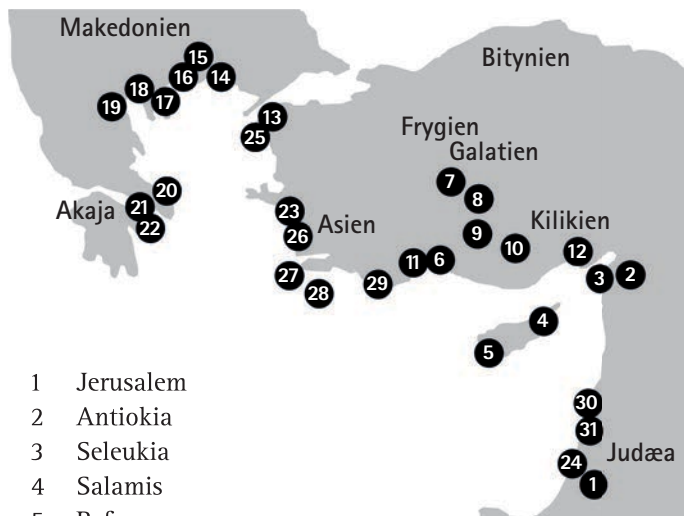 Makedonien
Bitynien
15
16
14
18
17
19
13
25
Frygien
Galatien
7
8
20
21
22
Akaja
23
26
Asien
9
10
Kilikien
12
11
6
3
2
27
28
29
4
5
30
31
Judæa
24
1
1 Jerusalem
2 Antiokia
3 Seleukia
4 Salamis